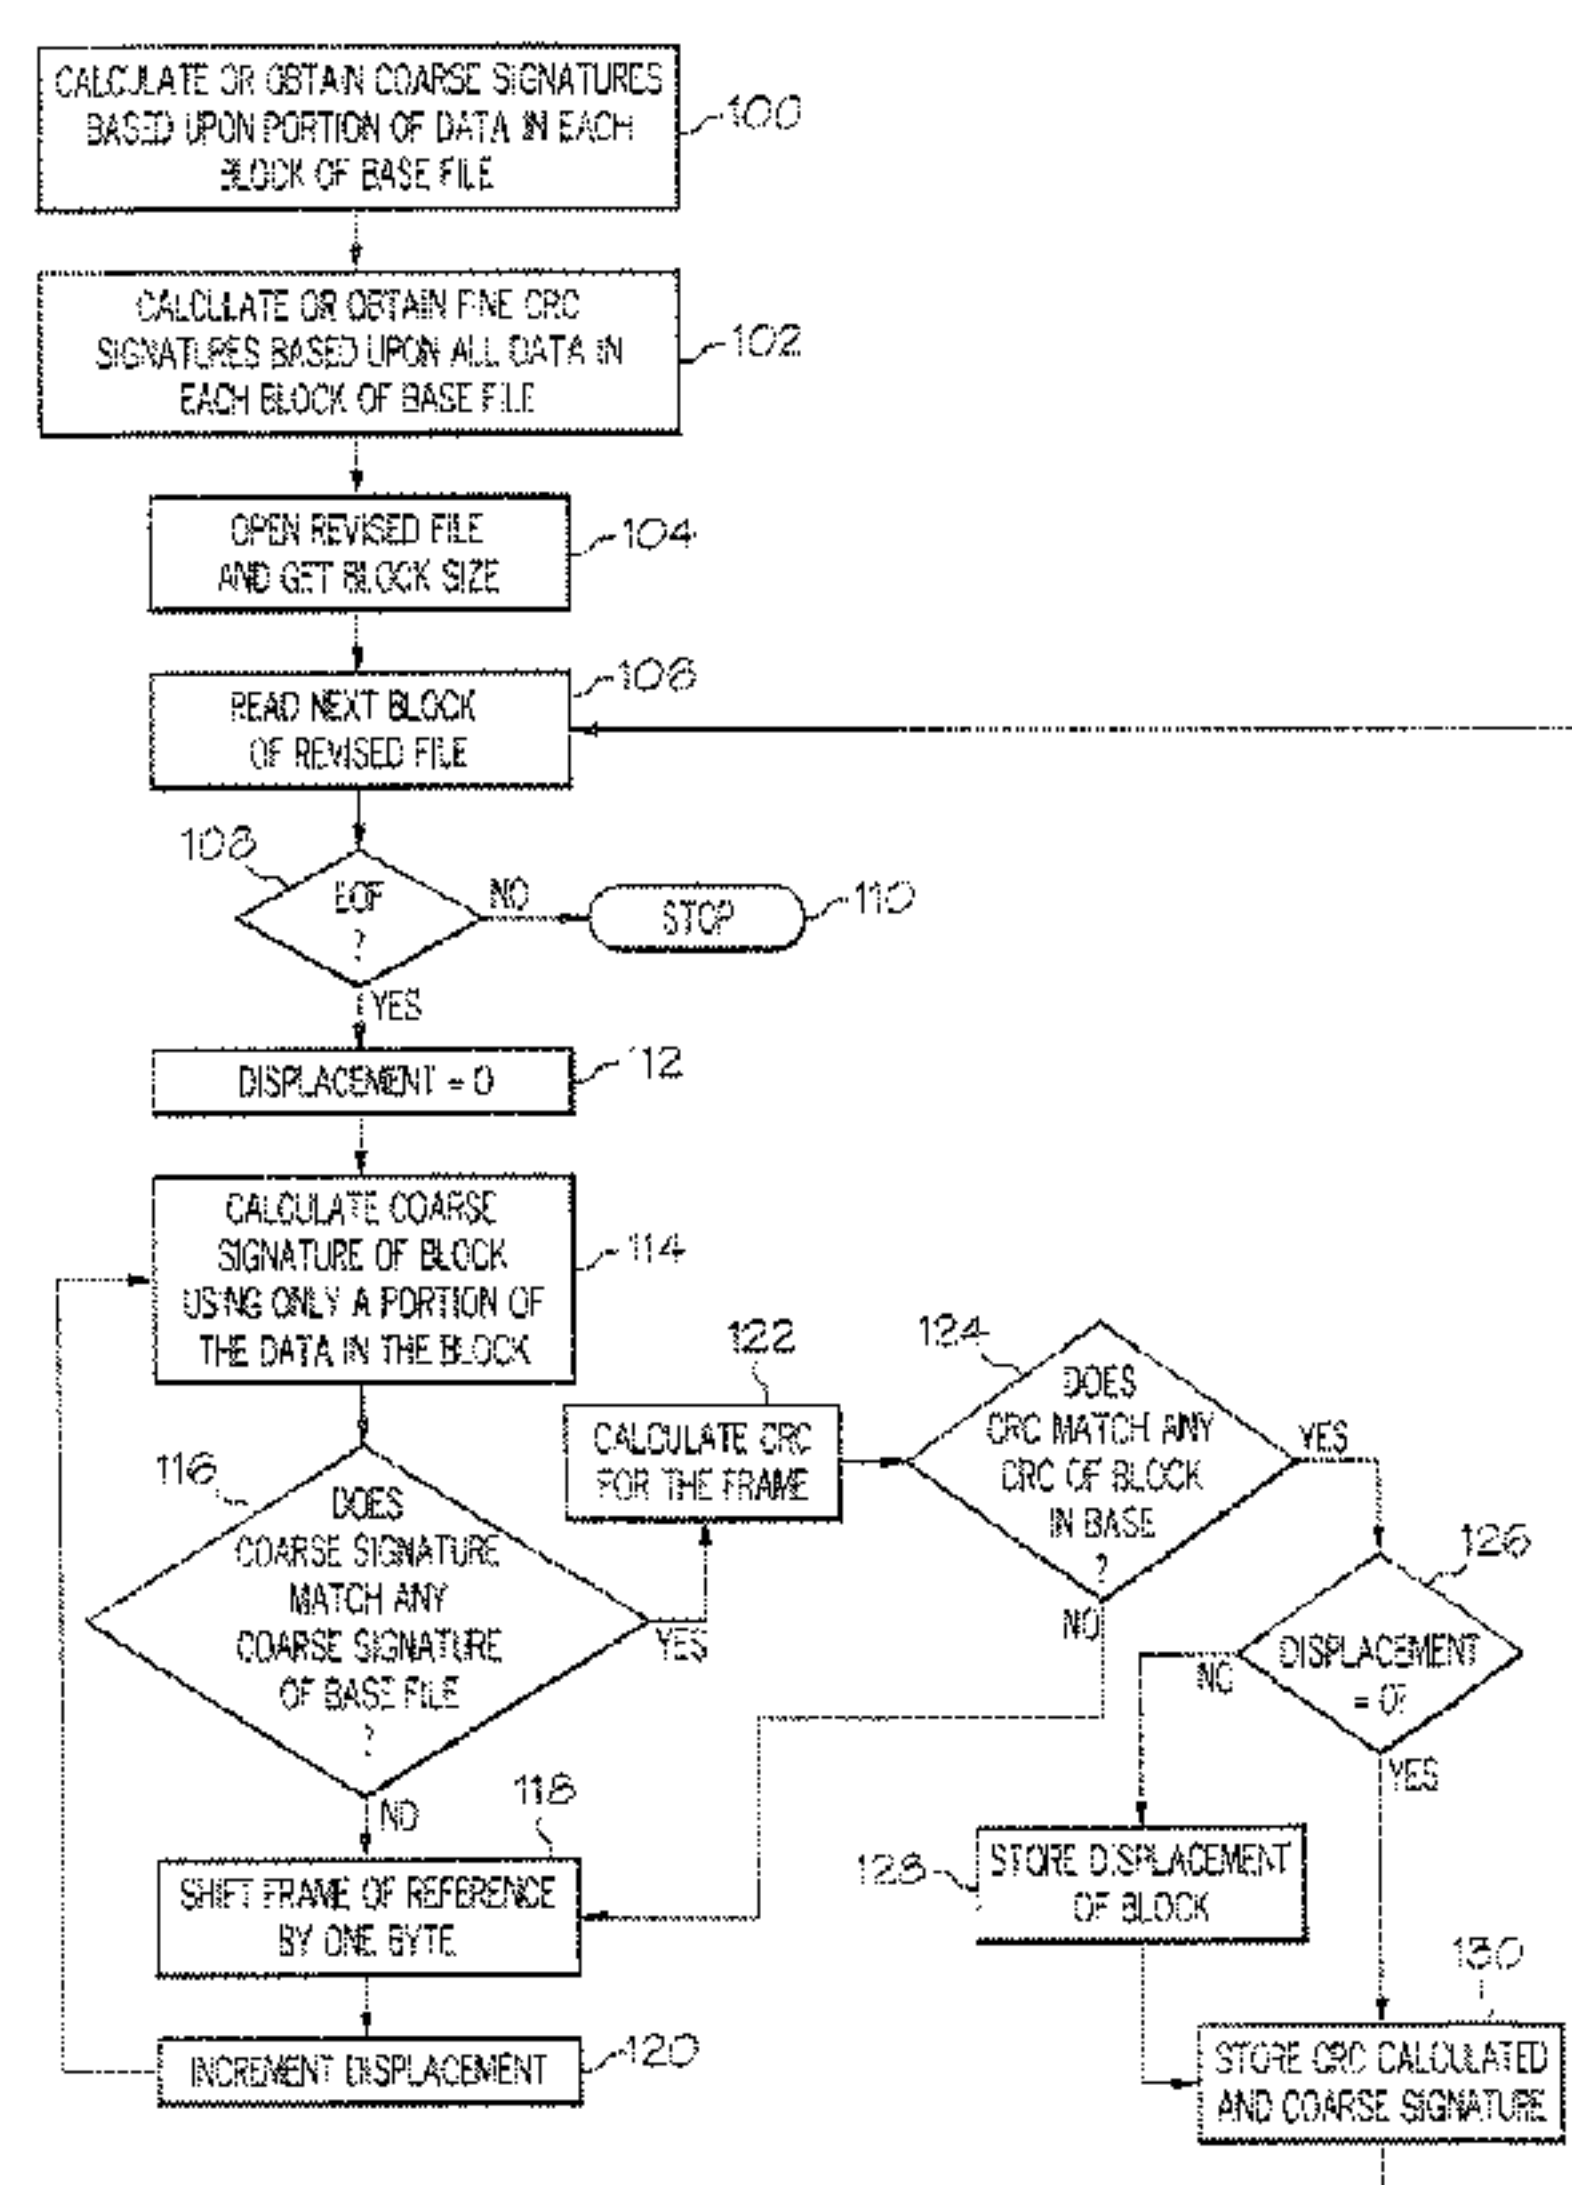 CALCULATE OR OBTAIN COARSE SIGNATURES
BASED UPON PORTION OF DATA IN EACH
BLOCK OF BASE FILE
100
CALCULATE OR OBTAIN FINE CRC
SIGNATURES BASED UPON ALL DATA IN
EACH BLOCK OF BASE FILE
102
OPEN REVISED FILE
AND GET BLOCK SIZE
104
106
READ NEXT BLOCK
OF REVISED FILE
108
EOF
?
NO
STOP
110
YES
DISPLACEMENT = 0
112
CALCULATE COARSE
SIGNATURE OF BLOCK
USING ONLY A PORTION OF
THE DATA IN THE BLOCK
114
116
DOES
COARSE SIGNATURE
MATCH ANY
COARSE SIGNATURE
OF BASE FILE
?
YES
NO
122
CALCULATE CRC
FOR THE FRAME
124
DOES
CRC MATCH ANY
CRC OF BLOCK
IN BASE
?
YES
NO
126
DISPLACEMENT
= 0?
NO
YES
118
SHIFT FRAME OF REFERENCE
BY ONE BYTE
128
STORE DISPLACEMENT
OF BLOCK
INCREMENT DISPLACEMENT
120
130
STORE CRC CALCULATED
AND COARSE SIGNATURE